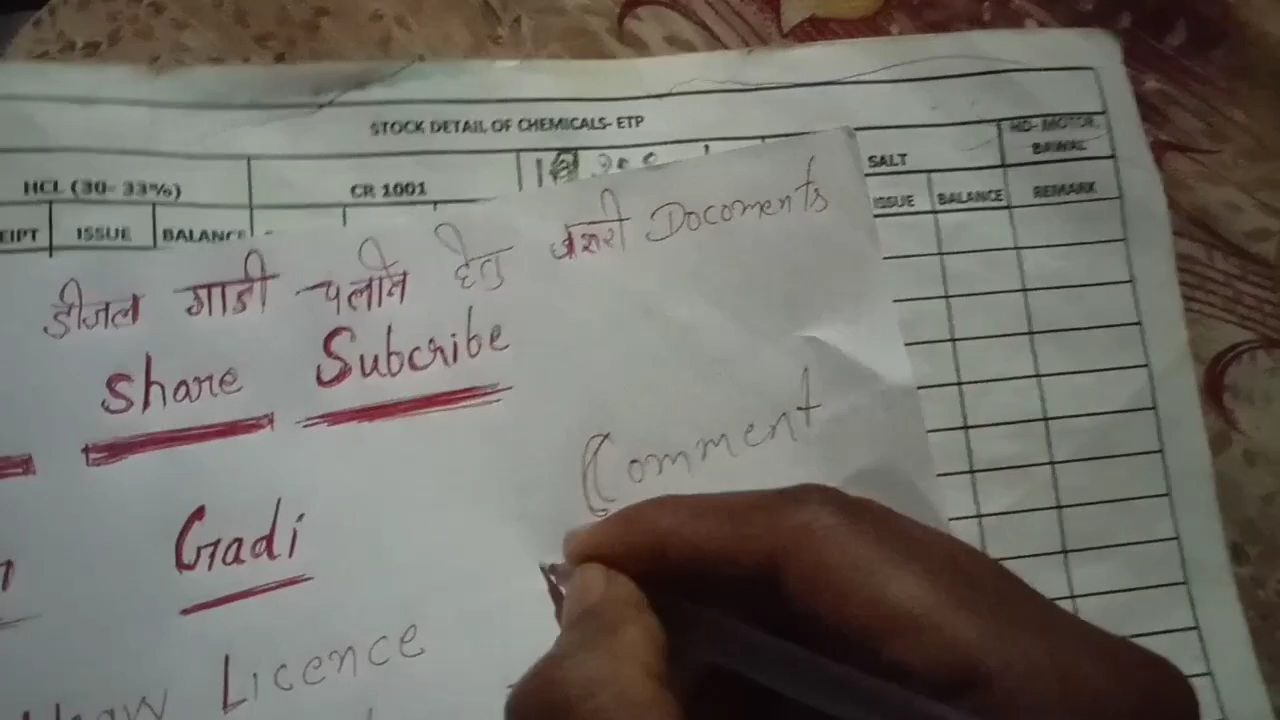 STOCK DETAIL OF CHEMICALS- ETP
HCL (30- 33%) CR 1001 SALT
ISSUE BALANCE ISSUE BALANCE REMARK
डीजल गाडी चलाने हेतु जरूरी Docoments
Share Subcribe
Comment
Gadi
Licence